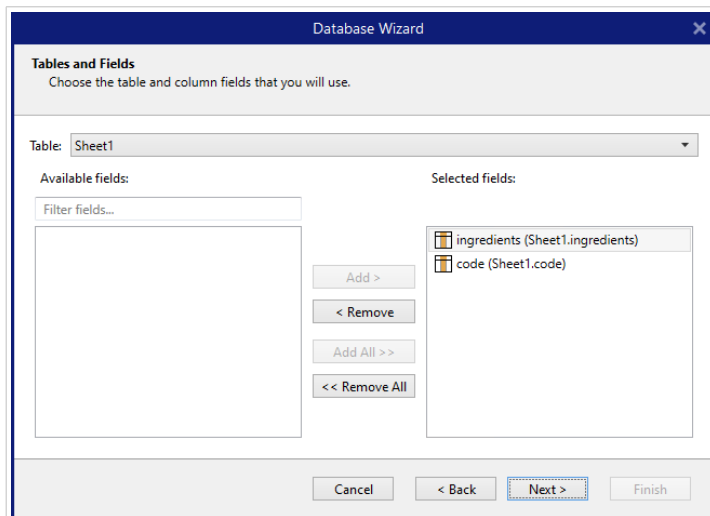 Database Wizard
Tables and Fields
Choose the table and column fields that you will use.
Table: Sheet1
Available fields:
Selected fields:
Filter fields...
ingredients (Sheet1.ingredients)
code (Sheet1.code)
Add >
< Remove
Add All >>
<< Remove All
Cancel
< Back
Next >
Finish